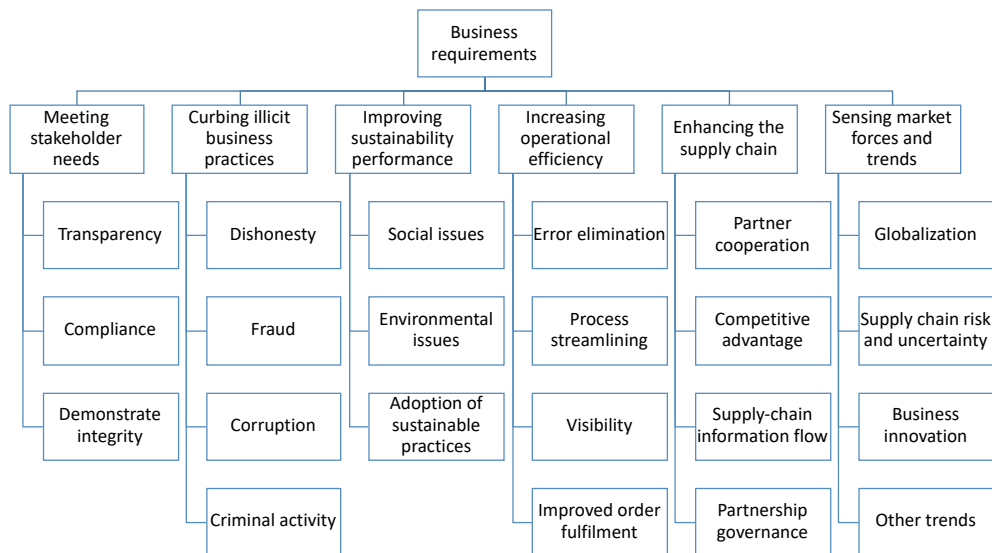 Business
requirements
Meeting
stakeholder
needs
Curbing illicit
business
practices
Improving
sustainability
performance
Increasing
operational
efficiency
Enhancing the
supply chain
Sensing market
forces and
trends
Transparency
Compliance
Demonstrate
integrity
Dishonesty
Fraud
Corruption
Criminal activity
Social issues
Environmental
issues
Adoption of
sustainable
practices
Error elimination
Process
streamlining
Visibility
Improved order
fulfilment
Partner
cooperation
Competitive
advantage
Supply-chain
information flow
Partnership
governance
Globalization
Supply chain risk
and uncertainty
Business
innovation
Other trends